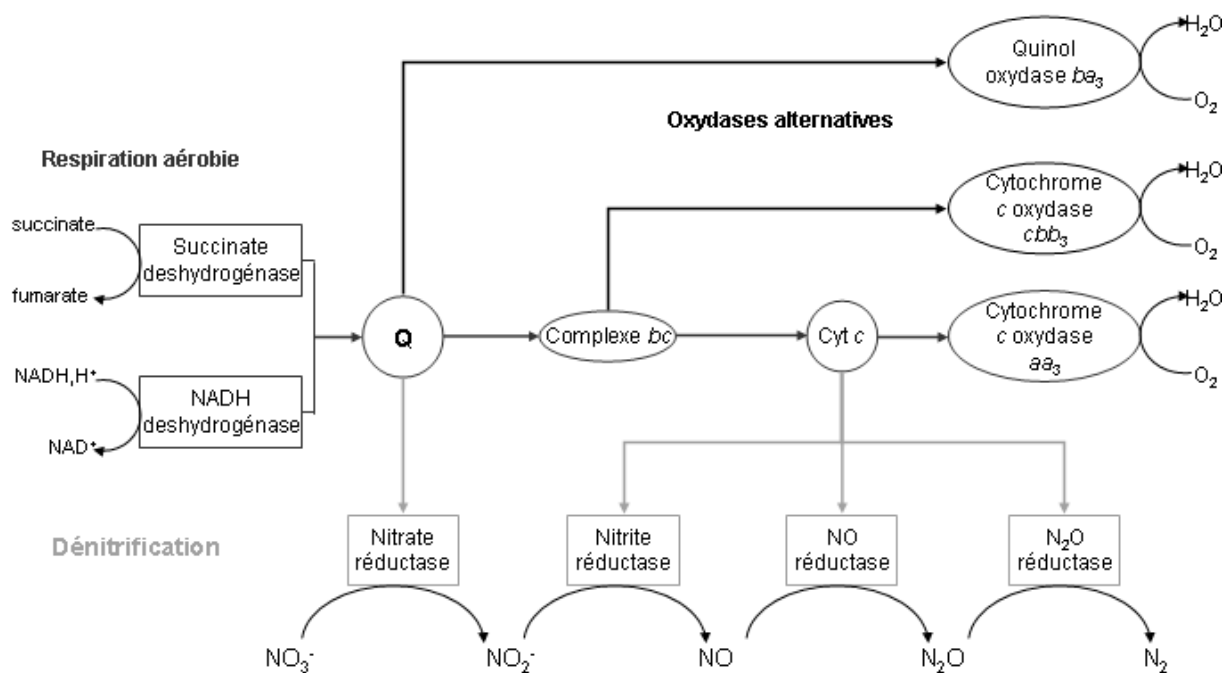 Quinol
oxydase ba₃
H₂O
O₂
Oxydases alternatives
Respiration aérobie
Cytochrome
c oxydase
cbb₃
H₂O
O₂
succinate
Succinate
deshydrogénase
fumarate
Q
Complexe bc
Cyt c
Cytochrome
c oxydase
aa₃
H₂O
O₂
NADH,H⁺
NADH
deshydrogénase
NAD⁺
Dénitrification
Nitrate
réductase
Nitrite
réductase
NO
réductase
N₂O
réductase
NO₃⁻
NO₂⁻
NO
N₂O
N₂